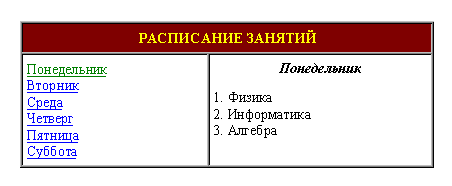 РАСПИСАНИЕ ЗАНЯТИЙ
Понедельник
Вторник
Среда
Четверг
Пятница
Суббота
Понедельник
1. Физика
2. Информатика
3. Алгебра